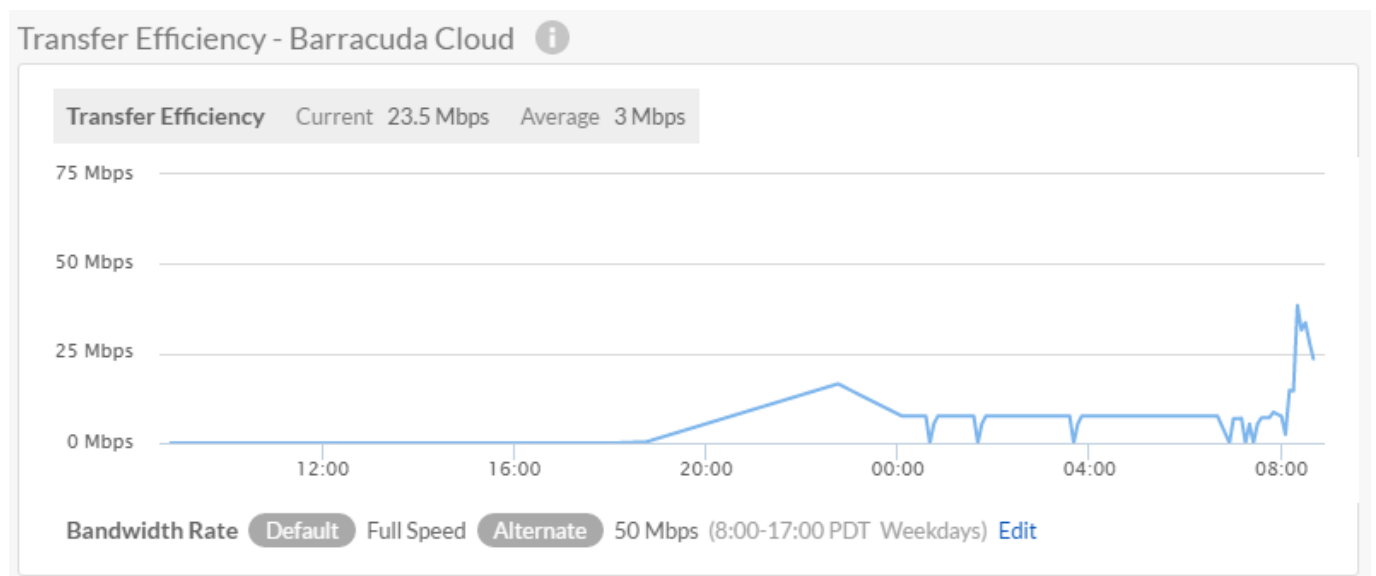 Transfer Efficiency - Barracuda Cloud i
Transfer Efficiency Current 23.5 Mbps Average 3 Mbps
75 Mbps
50 Mbps
25 Mbps
0 Mbps
12:00 16:00 20:00 00:00 04:00 08:00
Bandwidth Rate Default Full Speed Alternate 50 Mbps (8:00-17:00 PDT Weekdays) Edit